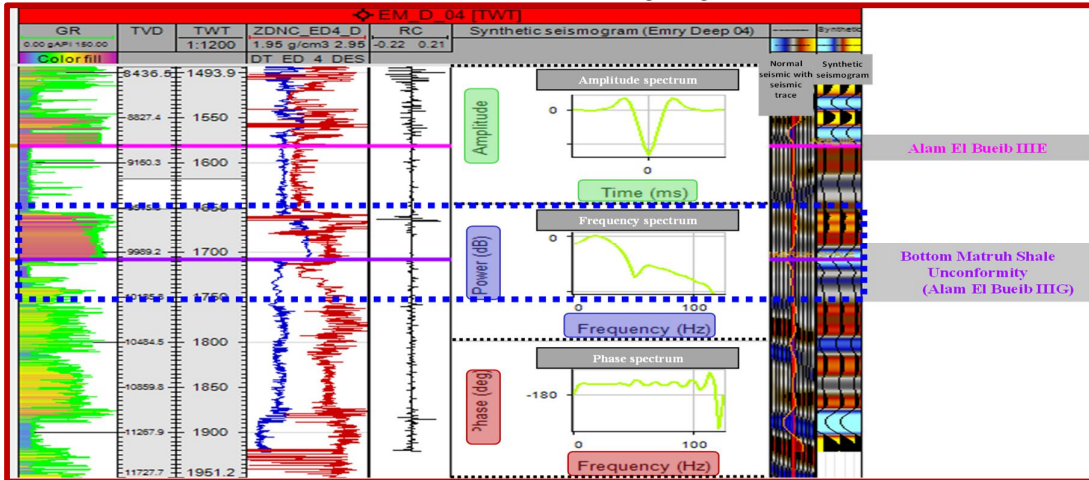 EM_D_04 [TWT]
GR TVD TWT ZDNC_ED4_D RC Synthetic seismogram (Emry Deep 04) Synthetic
0.00 gAPI 150.00 1:1200 1.95 g/cm3 2.95 -0.22 0.21
Color fill DT_ED_4_DES
Normal seismic with seismic trace
Synthetic seismogram
8436.5 1493.9
8827.4 1550
9160.3 1600
1650
9989.2 1700
1750
10484.5 1800
10859.8 1850
11267.9 1900
11727.7 1951.2
Amplitude
Amplitude spectrum
0
0
Time (ms)
Power (dB)
Frequency spectrum
0
0 100
Frequency (Hz)
Phase (deg)
Phase spectrum
-180
0 100
Frequency (Hz)
Alam El Bueib IIIE
Bottom Matruh Shale
Unconformity
(Alam El Bueib IIIG)